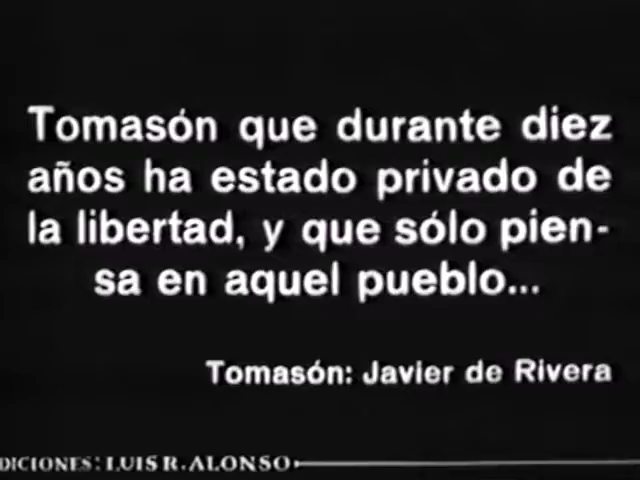 Tomasón que durante diez
años ha estado privado de
la libertad, y que sólo pien-
sa en aquel pueblo...
Tomasón: Javier de Rivera
DICIONES: LUIS R. ALONSO